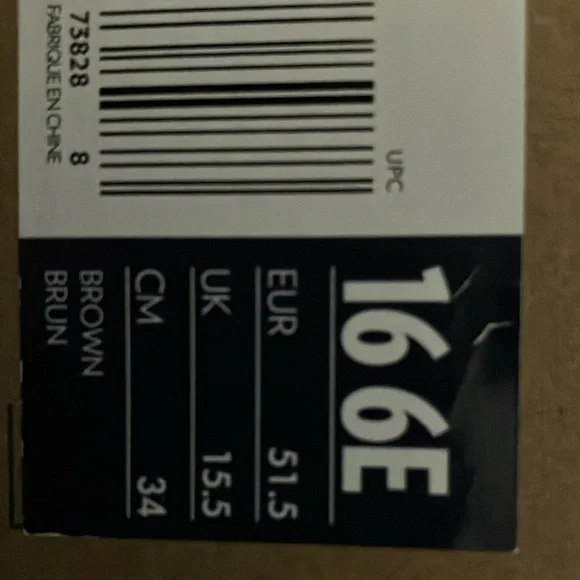 UPC
73828 8
FABRIQUE EN CHINE
16 6E
EUR 51.5
UK 15.5
CM 34
BROWN
BRUN